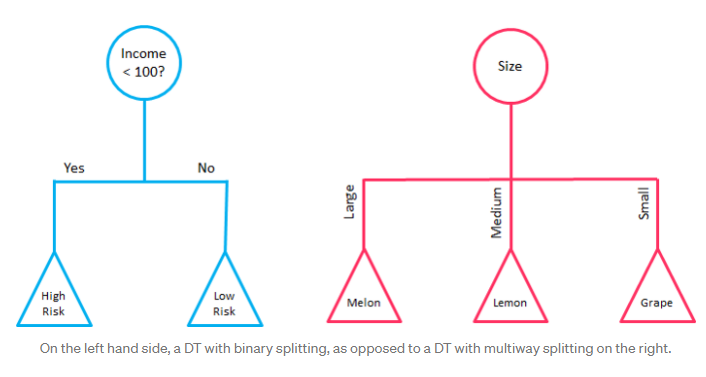 Income
< 100?
Yes
No
High
Risk
Low
Risk
Size
Large
Medium
Small
Melon
Lemon
Grape
On the left hand side, a DT with binary splitting, as opposed to a DT with multiway splitting on the right.